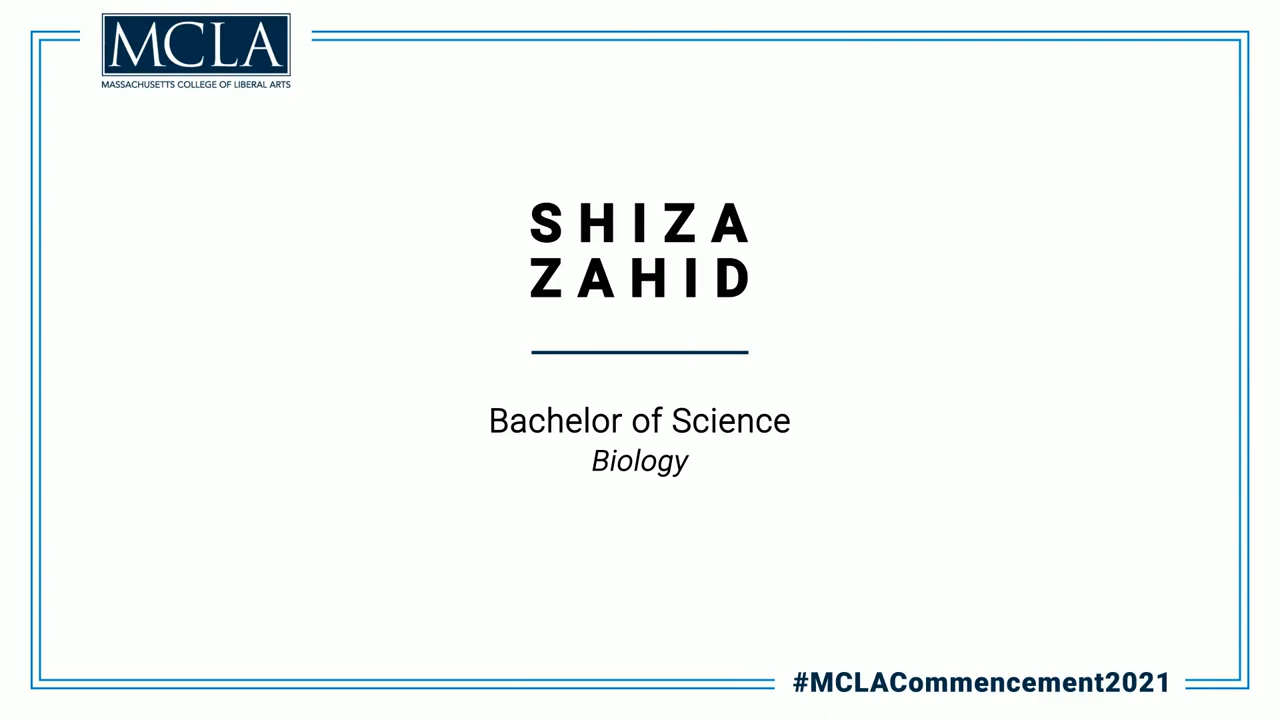 MCLA
MASSACHUSETTS COLLEGE OF LIBERAL ARTS
SHIZA
ZAHID
Bachelor of Science
Biology
#MCLACommencement2021